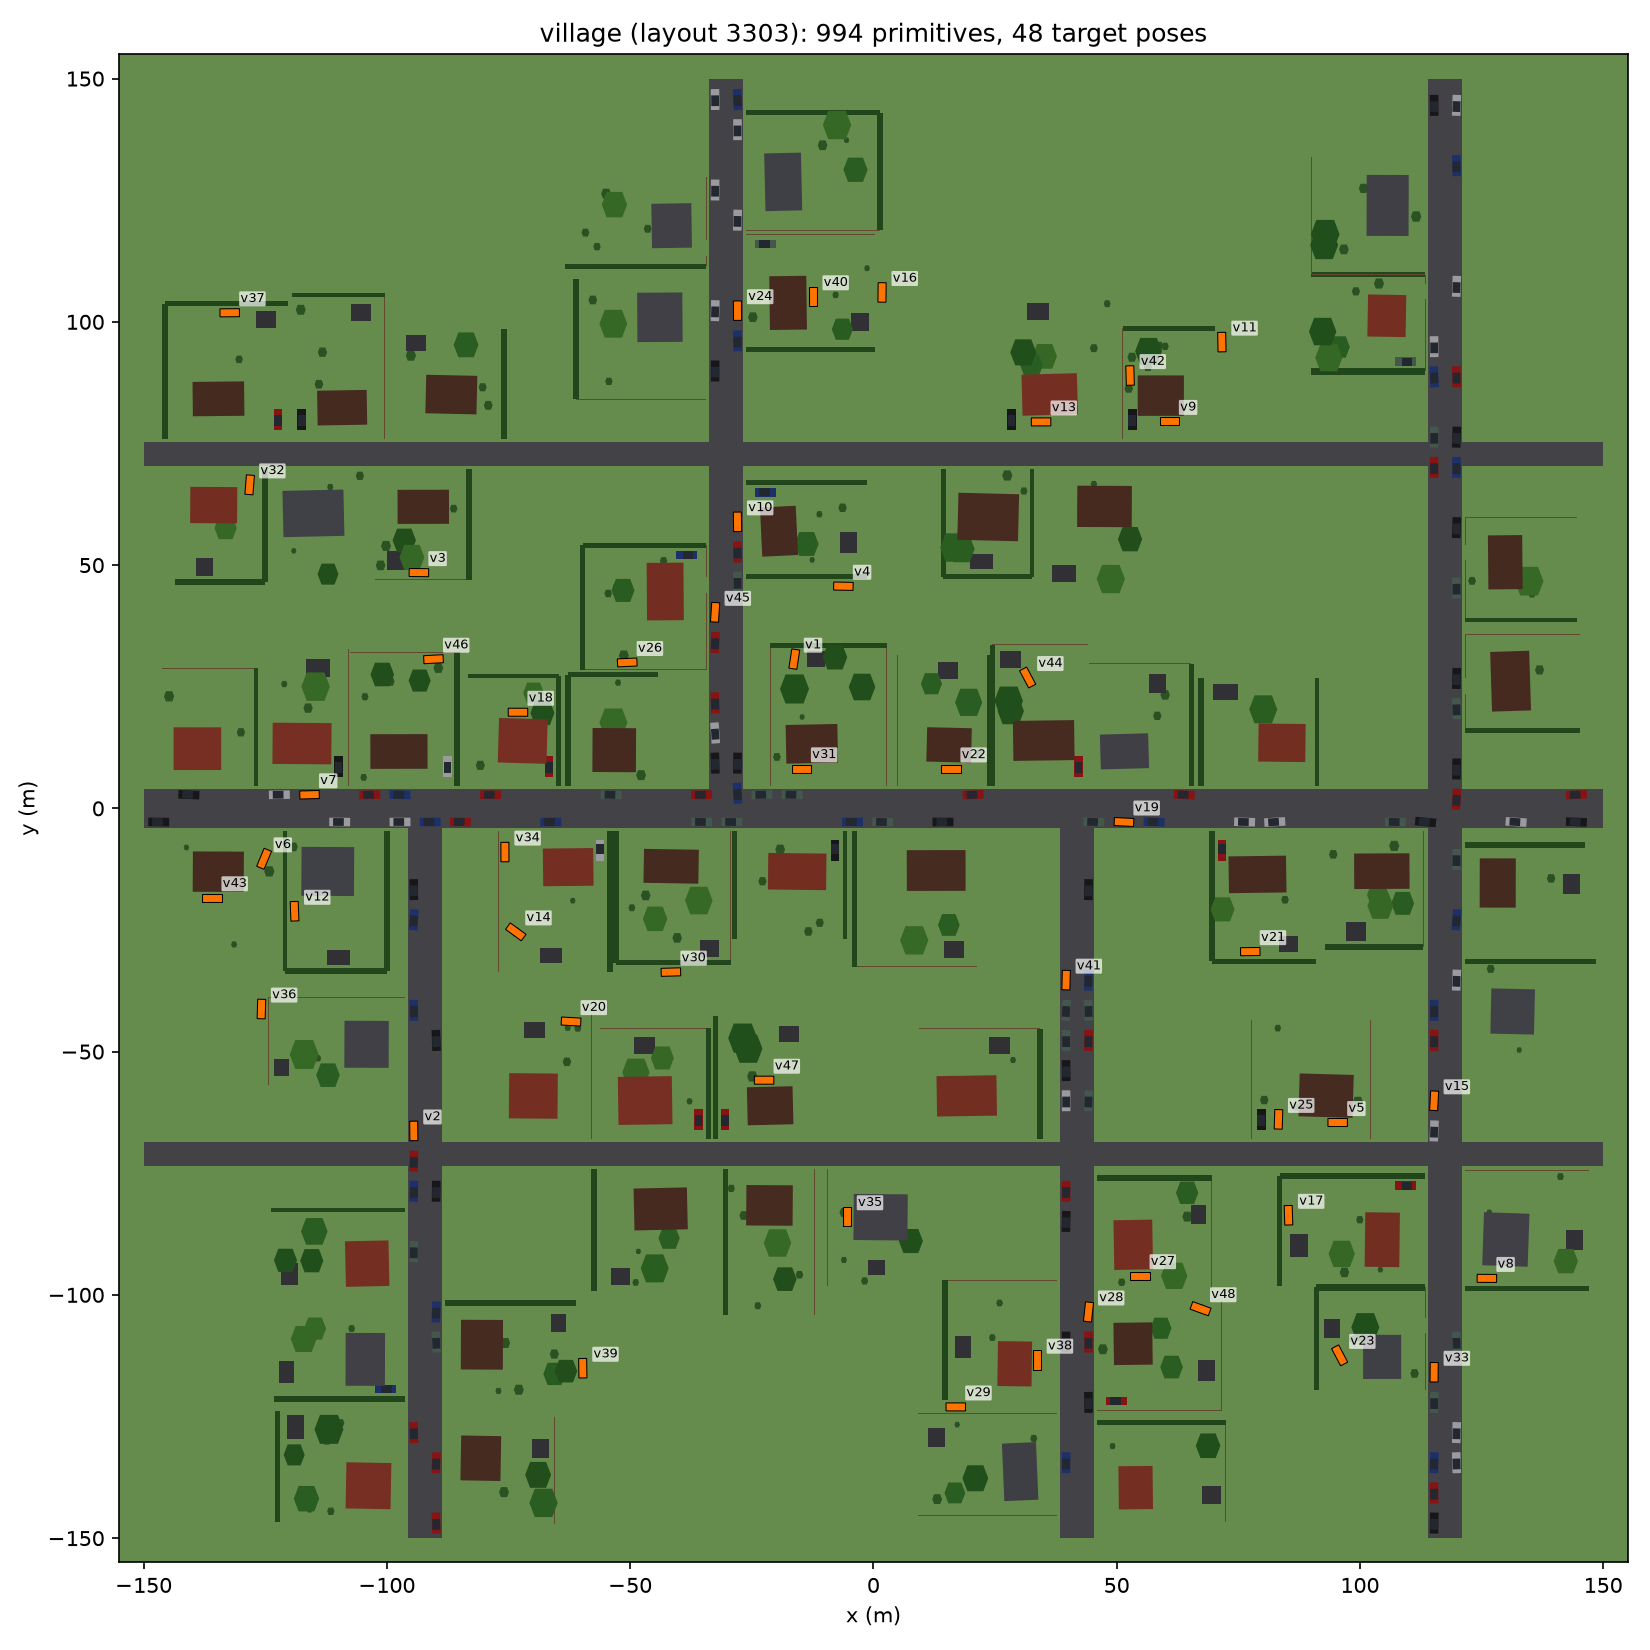 village (layout 3303): 994 primitives, 48 target poses
150
100
50
0
−50
−100
−150
y (m)
−150
−100
−50
0
50
100
150
x (m)
v37
v24
v40
v16
v11
v42
v13
v9
v32
v10
v3
v4
v45
v26
v46
v1
v44
v18
v31
v22
v7
v19
v34
v6
v43
v12
v14
v21
v30
v41
v36
v20
v47
v2
v15
v25
v5
v35
v17
v27
v8
v28
v48
v38
v23
v33
v39
v29